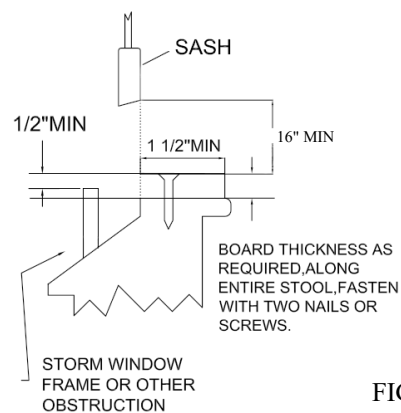 SASH
1/2"MIN
1 1/2"MIN
16" MIN
BOARD THICKNESS AS
REQUIRED,ALONG
ENTIRE STOOL,FASTEN
WITH TWO NAILS OR
SCREWS.
STORM WINDOW
FRAME OR OTHER
OBSTRUCTION
FIG